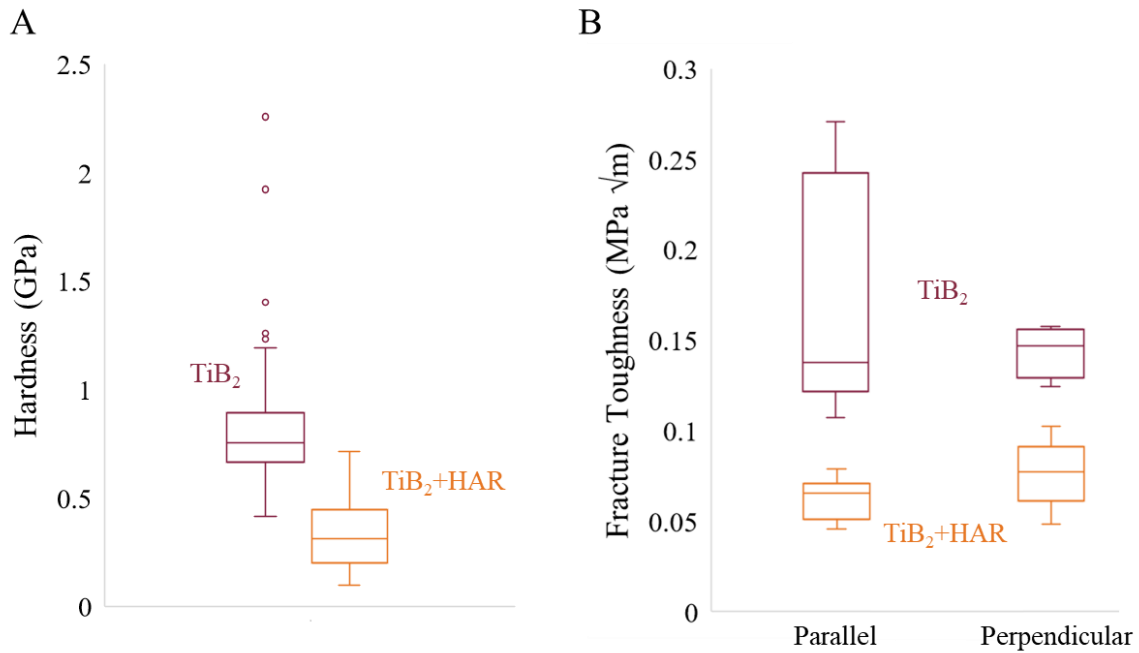 A
Hardness (GPa)
2.5
2
1.5
1
0.5
0
TiB₂
TiB₂+HAR
B
Fracture Toughness (MPa √m)
0.3
0.25
0.2
0.15
0.1
0.05
0
TiB₂
TiB₂+HAR
Parallel
Perpendicular